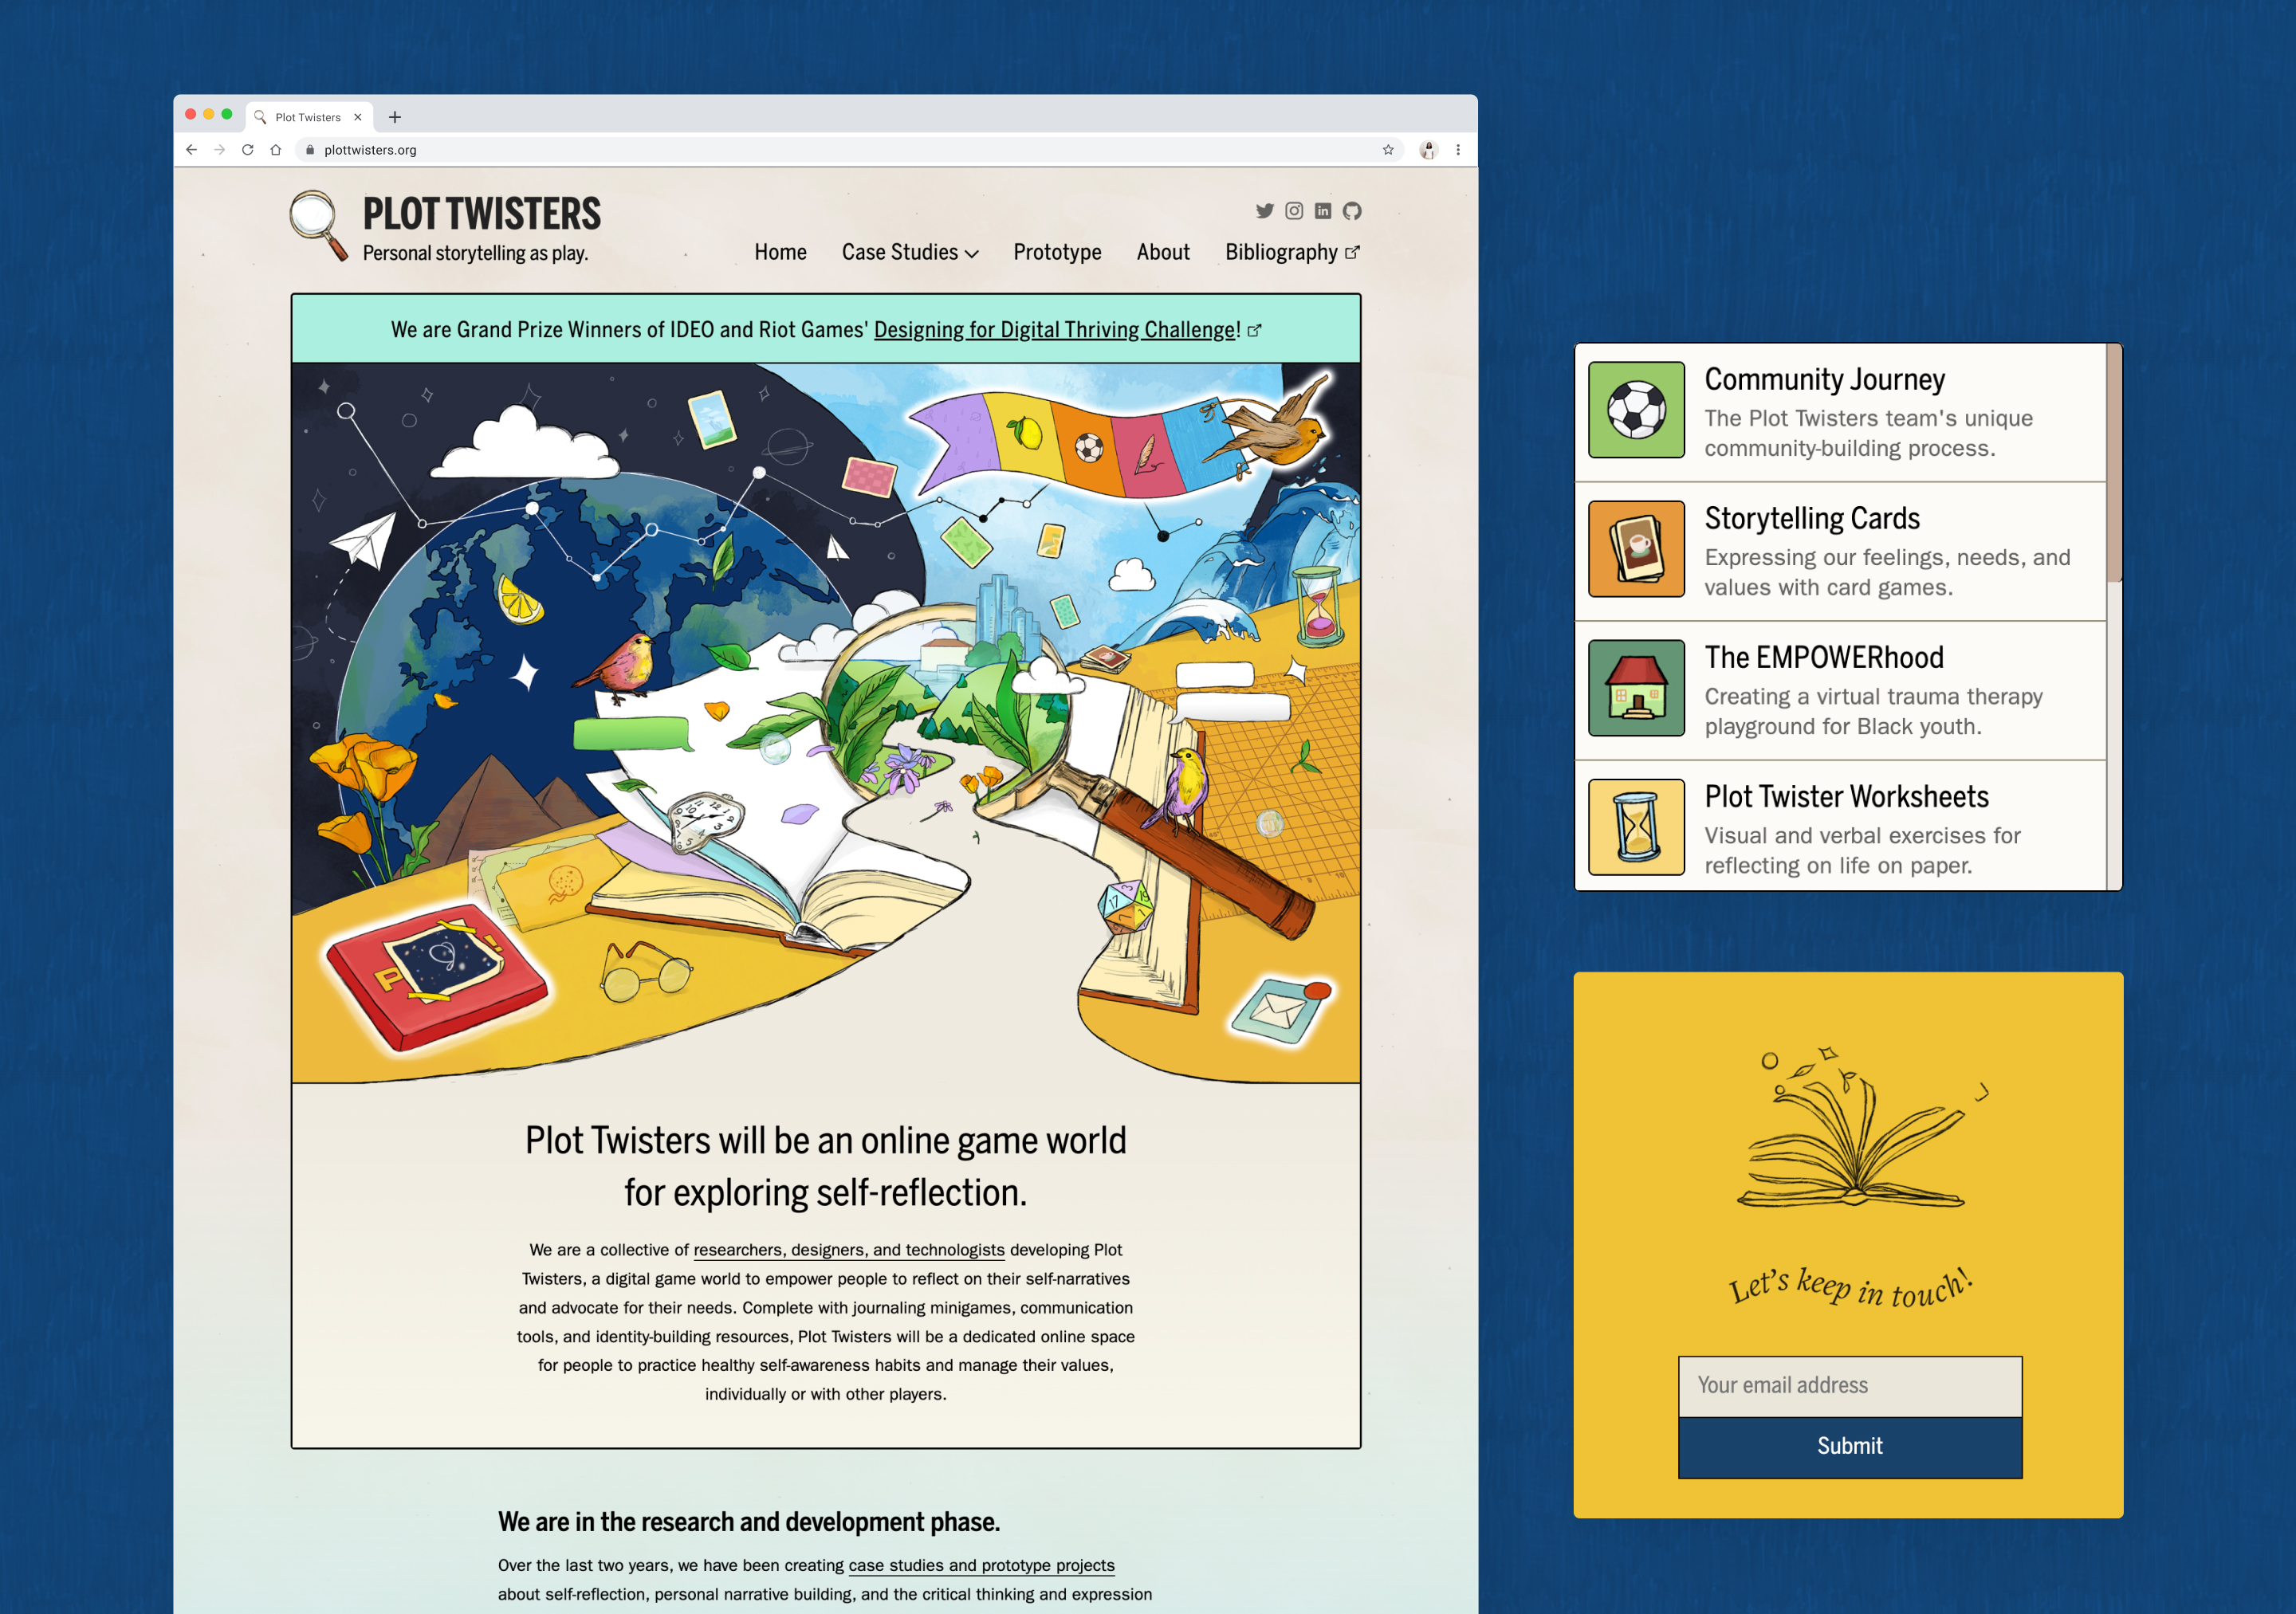 Plot Twisters
plottwisters.org
PLOT TWISTERS
Personal storytelling as play.
Home
Case Studies
Prototype
About
Bibliography
We are Grand Prize Winners of IDEO and Riot Games' Designing for Digital Thriving Challenge!
P
17
Plot Twisters will be an online game world
for exploring self-reflection.
We are a collective of researchers, designers, and technologists developing Plot
Twisters, a digital game world to empower people to reflect on their self-narratives
and advocate for their needs. Complete with journaling minigames, communication
tools, and identity-building resources, Plot Twisters will be a dedicated online space
for people to practice healthy self-awareness habits and manage their values,
individually or with other players.
We are in the research and development phase.
Over the last two years, we have been creating case studies and prototype projects
about self-reflection, personal narrative building, and the critical thinking and expression
Community Journey
The Plot Twisters team's unique
community-building process.
Storytelling Cards
Expressing our feelings, needs, and
values with card games.
The EMPOWERhood
Creating a virtual trauma therapy
playground for Black youth.
Plot Twister Worksheets
Visual and verbal exercises for
reflecting on life on paper.
Let's keep in touch!
Your email address
Submit